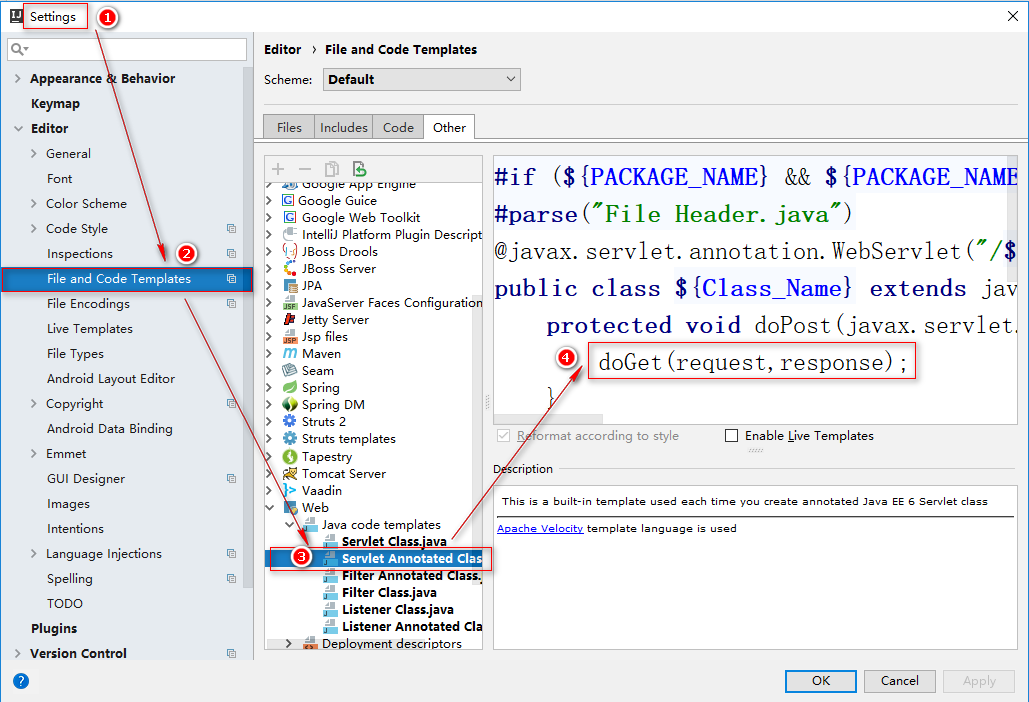 Settings
1
Appearance & Behavior
Keymap
Editor
General
Font
Color Scheme
Code Style
Inspections
2
File and Code Templates
File Encodings
Live Templates
File Types
Android Layout Editor
Copyright
Android Data Binding
Emmet
GUI Designer
Images
Intentions
Language Injections
Spelling
TODO
Plugins
Version Control
?
Editor › File and Code Templates
Scheme: Default
Files Includes Code Other
Google App Engine
Google Guice
Google Web Toolkit
IntelliJ Platform Plugin Descript
JBoss Drools
JBoss Server
JPA
JavaServer Faces Configuration
Jetty Server
Jsp files
Maven
Seam
Spring
Spring DM
Struts 2
Struts templates
Tapestry
Tomcat Server
Vaadin
Web
Java code templates
Servlet Class.java
3
Servlet Annotated Clas
Filter Annotated Class.
Filter Class.java
Listener Class.java
Listener Annotated Cla
Deployment descriptors
#if (${PACKAGE_NAME} && ${PACKAGE_NAME
#parse("File Header.java")
@javax.servlet.annotation.WebServlet("/$
public class ${Class_Name} extends jav
protected void doPost(javax.servlet.
4
doGet(request,response);
}
Reformat according to style
Enable Live Templates
Description
This is a built-in template used each time you create annotated Java EE 6 Servlet class
Apache Velocity template language is used
OK Cancel Apply